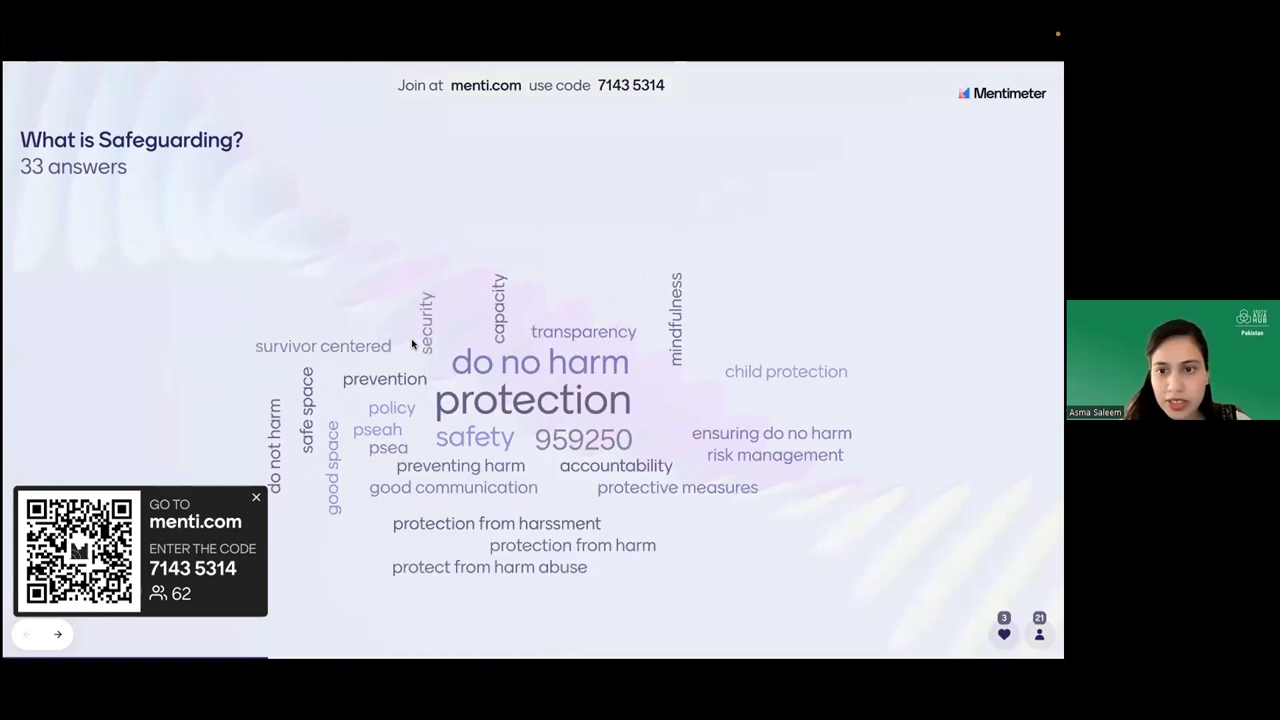 Join at menti.com use code 7143 5314
Mentimeter
What is Safeguarding?
33 answers
security
capacity
mindfulness
transparency
survivor centered
do no harm
child protection
prevention
safe space
protection
policy
do not harm
good space
pseah
safety
959250
ensuring do no harm
psea
risk management
preventing harm
accountability
good communication
protective measures
protection from harssment
protection from harm
protect from harm abuse
GO TO
menti.com
ENTER THE CODE
7143 5314
62
3
21
HUB
Pakistan
Asma Saleem